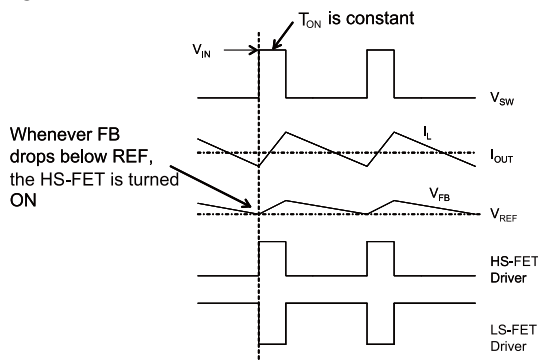 T_ON is constant
V_IN
V_SW
Whenever FB
drops below REF,
the HS-FET is turned
ON
I_L
I_OUT
V_FB
V_REF
HS-FET
Driver
LS-FET
Driver